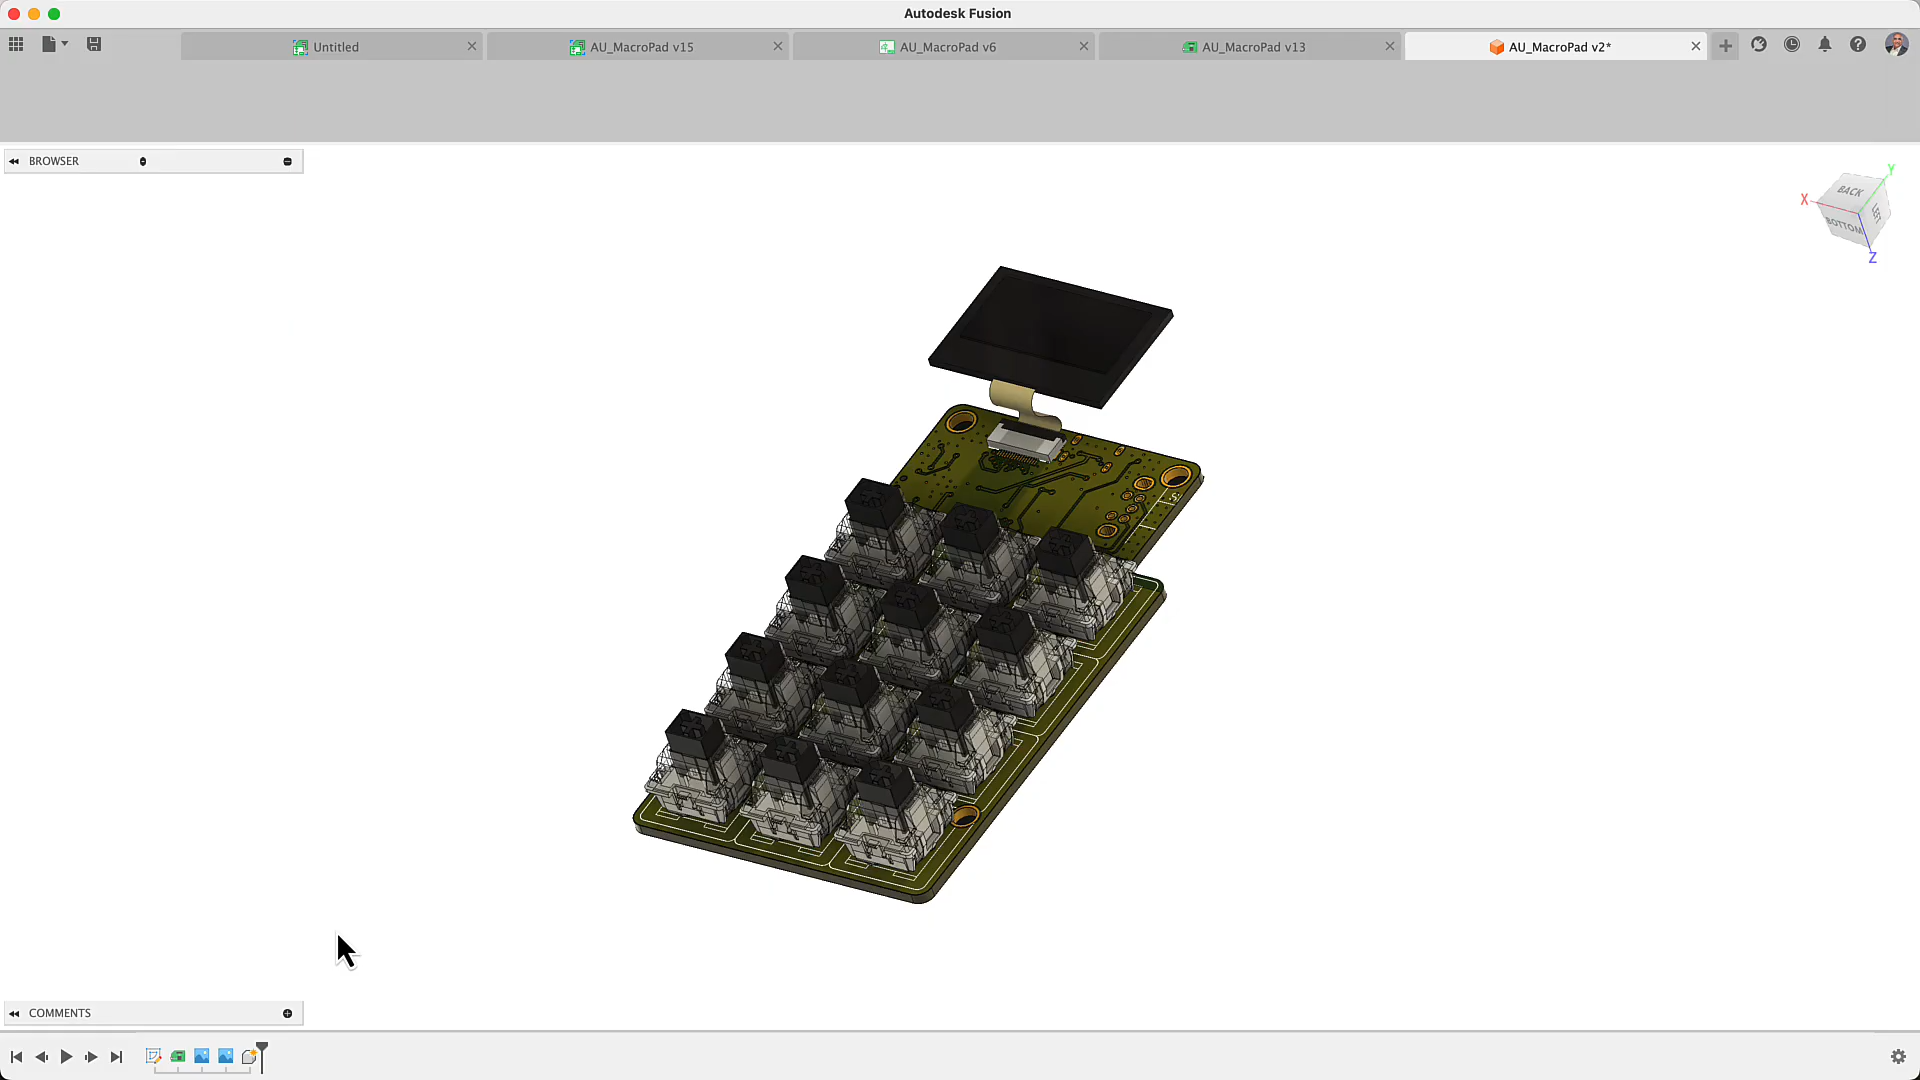 Autodesk Fusion
Untitled
AU_MacroPad v15
AU_MacroPad v6
AU_MacroPad v13
AU_MacroPad v2*
BROWSER
Y
X
BACK
BOTTOM
Z
COMMENTS